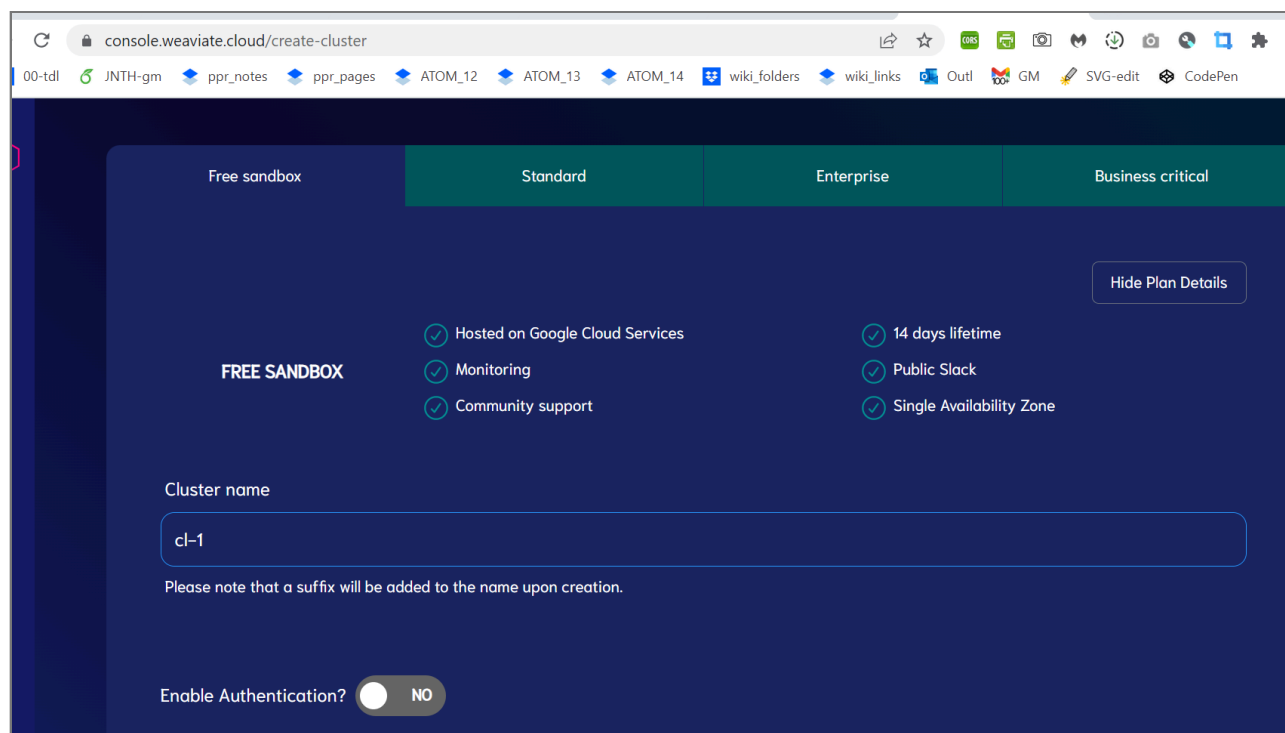 console.weaviate.cloud/create-cluster
CORS
00-tdl JNTH-gm ppr_notes ppr_pages ATOM_12 ATOM_13 ATOM_14 wiki_folders wiki_links Outl 100+ GM SVG-edit CodePen
Free sandbox Standard Enterprise Business critical
Hide Plan Details
Hosted on Google Cloud Services 14 days lifetime
FREE SANDBOX Monitoring Public Slack
Community support Single Availability Zone
Cluster name
cl-1
Please note that a suffix will be added to the name upon creation.
Enable Authentication? NO